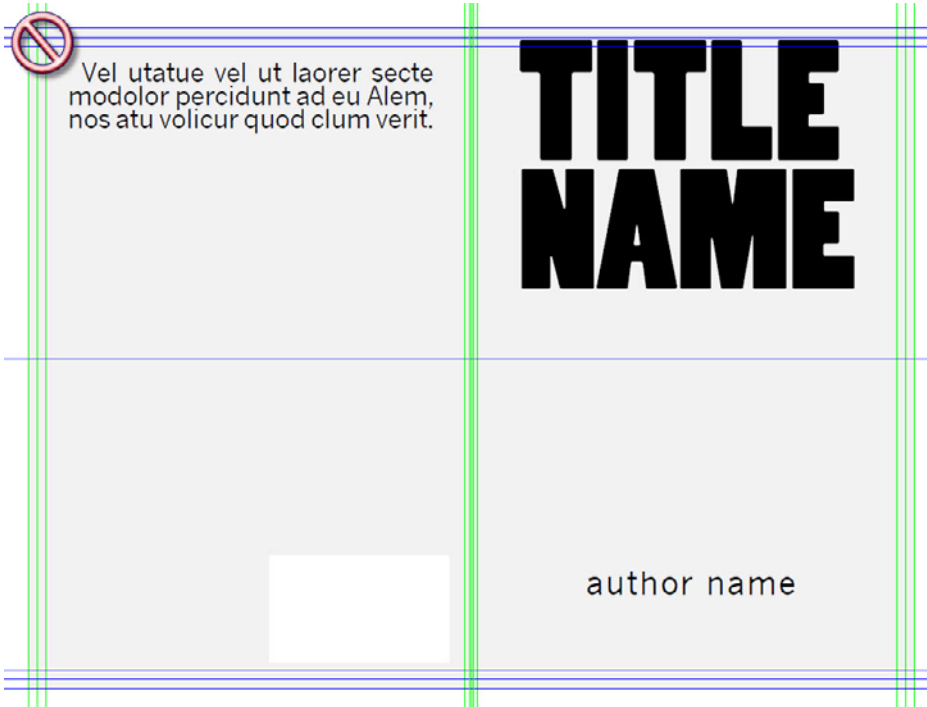 Vel utatue vel ut laorer secte
modolor percidunt ad eu Alem,
nos atu volicur quod clum verit.
TITLE
NAME
author name